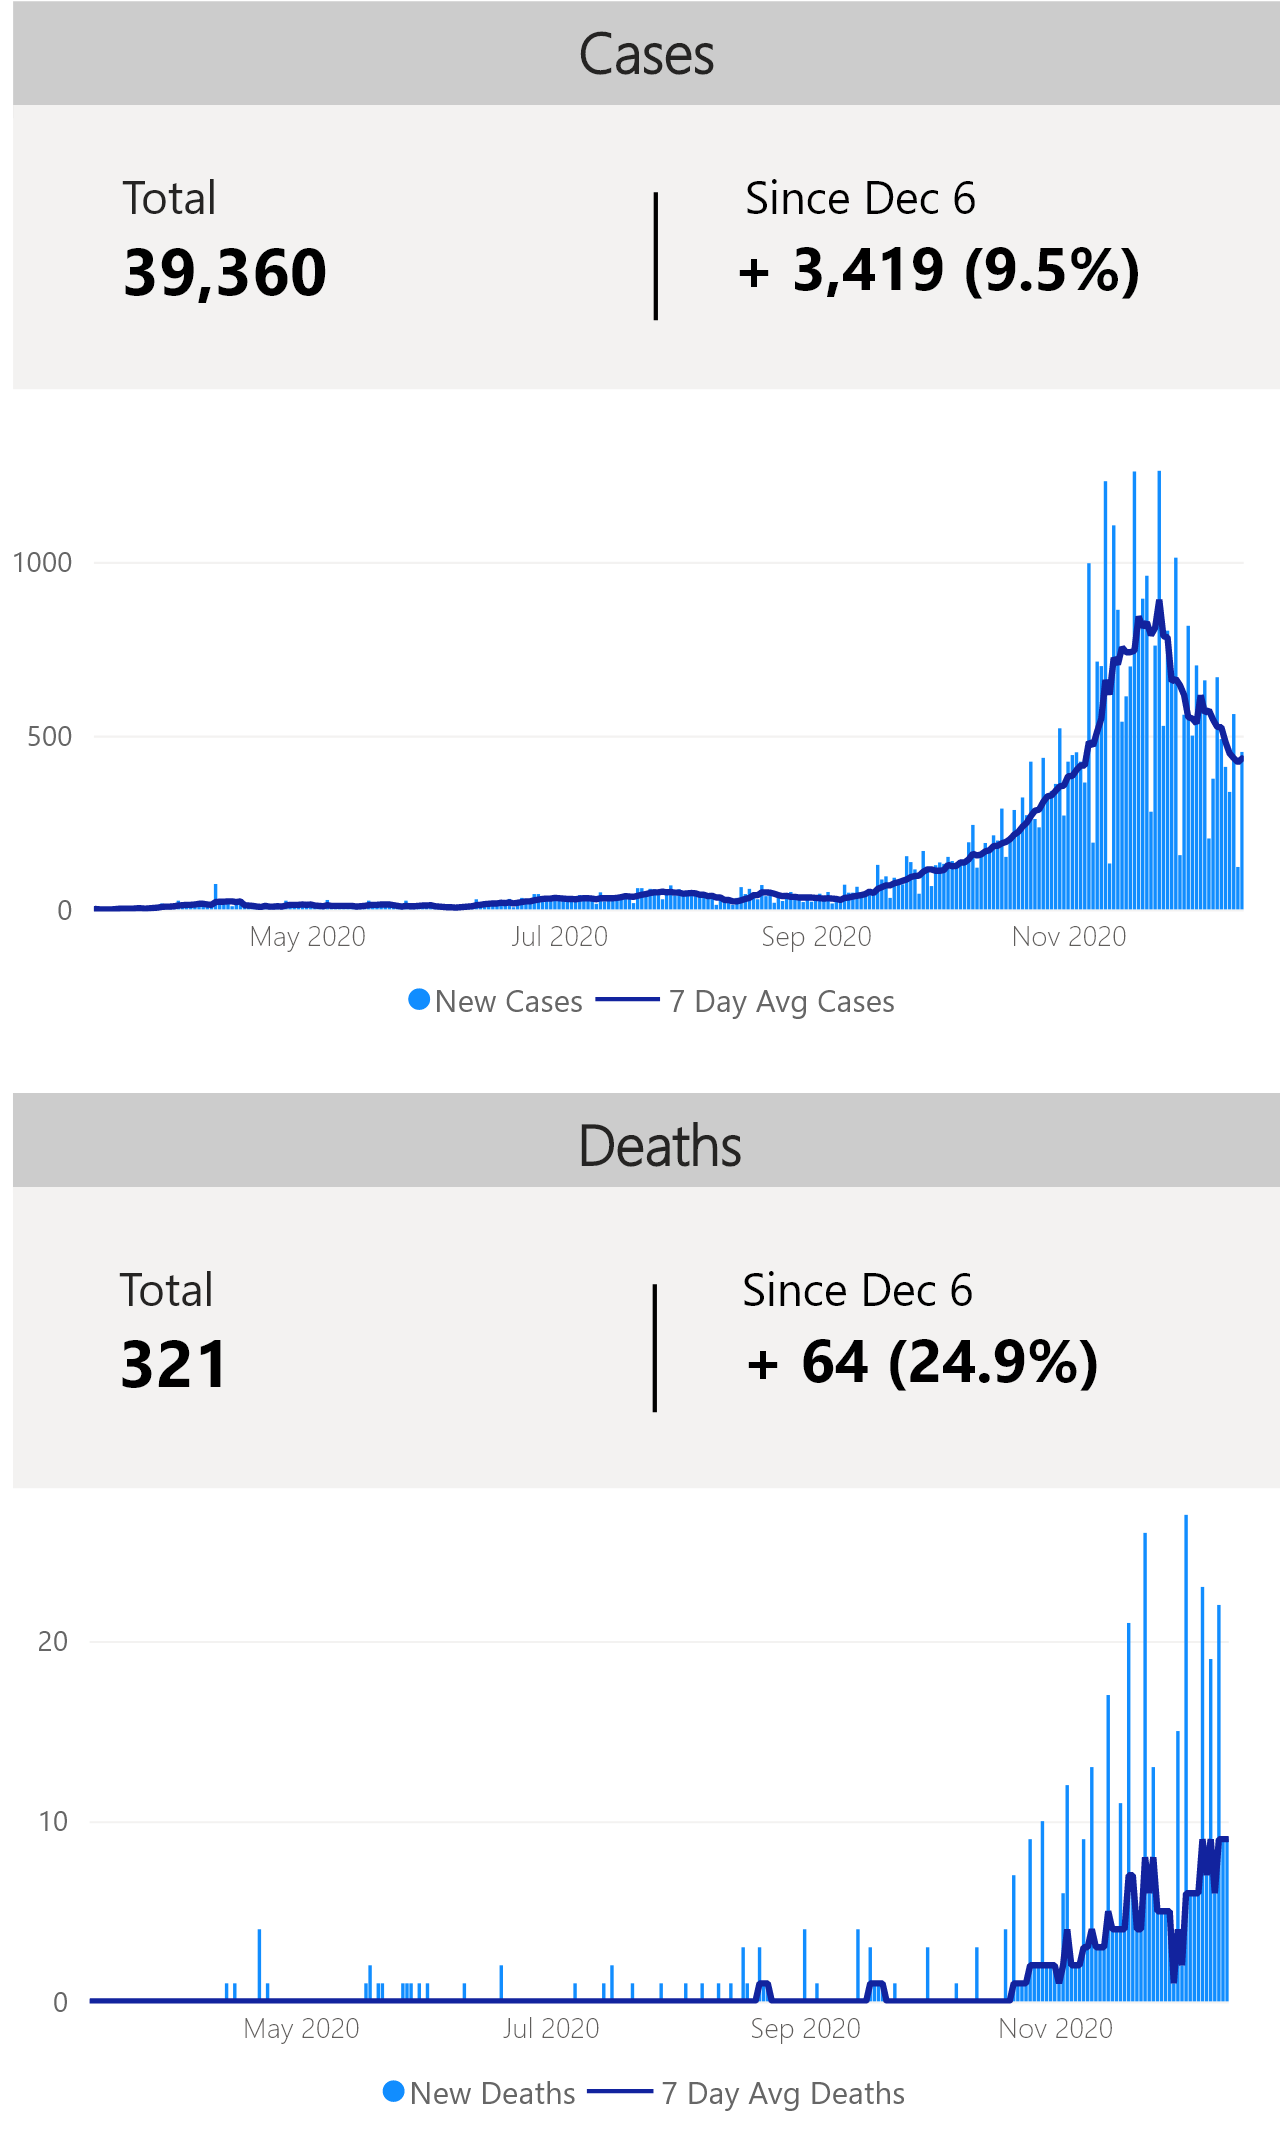 Cases
Total
Since Dec 6
39,360
+ 3,419 (9.5%)
1000
500
0
May 2020
Jul 2020
Sep 2020
Nov 2020
New Cases
7 Day Avg Cases
Deaths
Total
Since Dec 6
321
+ 64 (24.9%)
20
10
0
May 2020
Jul 2020
Sep 2020
Nov 2020
New Deaths
7 Day Avg Deaths